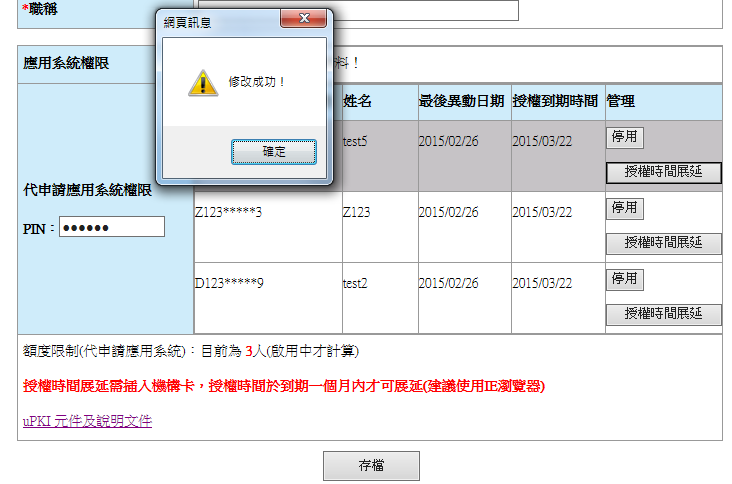 *職稱
網頁訊息
修改成功！
確定
應用系統權限
料！
姓名 最後異動日期 授權到期時間 管理
代申請應用系統權限
PIN：●●●●●●
test5 2015/02/26 2015/03/22 停用
授權時間展延
Z123*****3 Z123 2015/02/26 2015/03/22 停用
授權時間展延
D123*****9 test2 2015/02/26 2015/03/22 停用
授權時間展延
額度限制(代申請應用系統)：目前為 3人(啟用中才計算)
授權時間展延需插入機構卡，授權時間於到期一個月內才可展延(建議使用IE瀏覽器)
uPKI 元件及說明文件
存檔